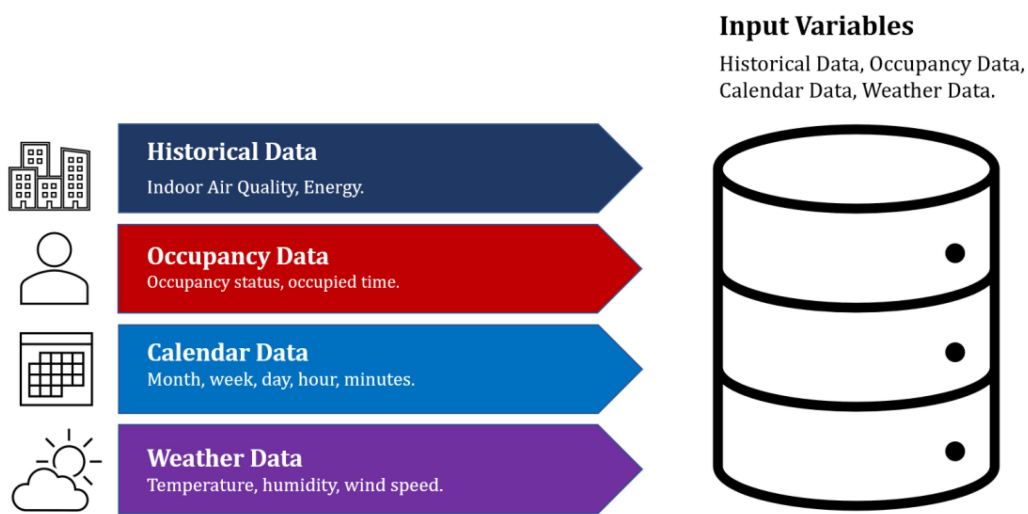 Input Variables
Historical Data, Occupancy Data,
Calendar Data, Weather Data.
Historical Data
Indoor Air Quality, Energy.
Occupancy Data
Occupancy status, occupied time.
Calendar Data
Month, week, day, hour, minutes.
Weather Data
Temperature, humidity, wind speed.